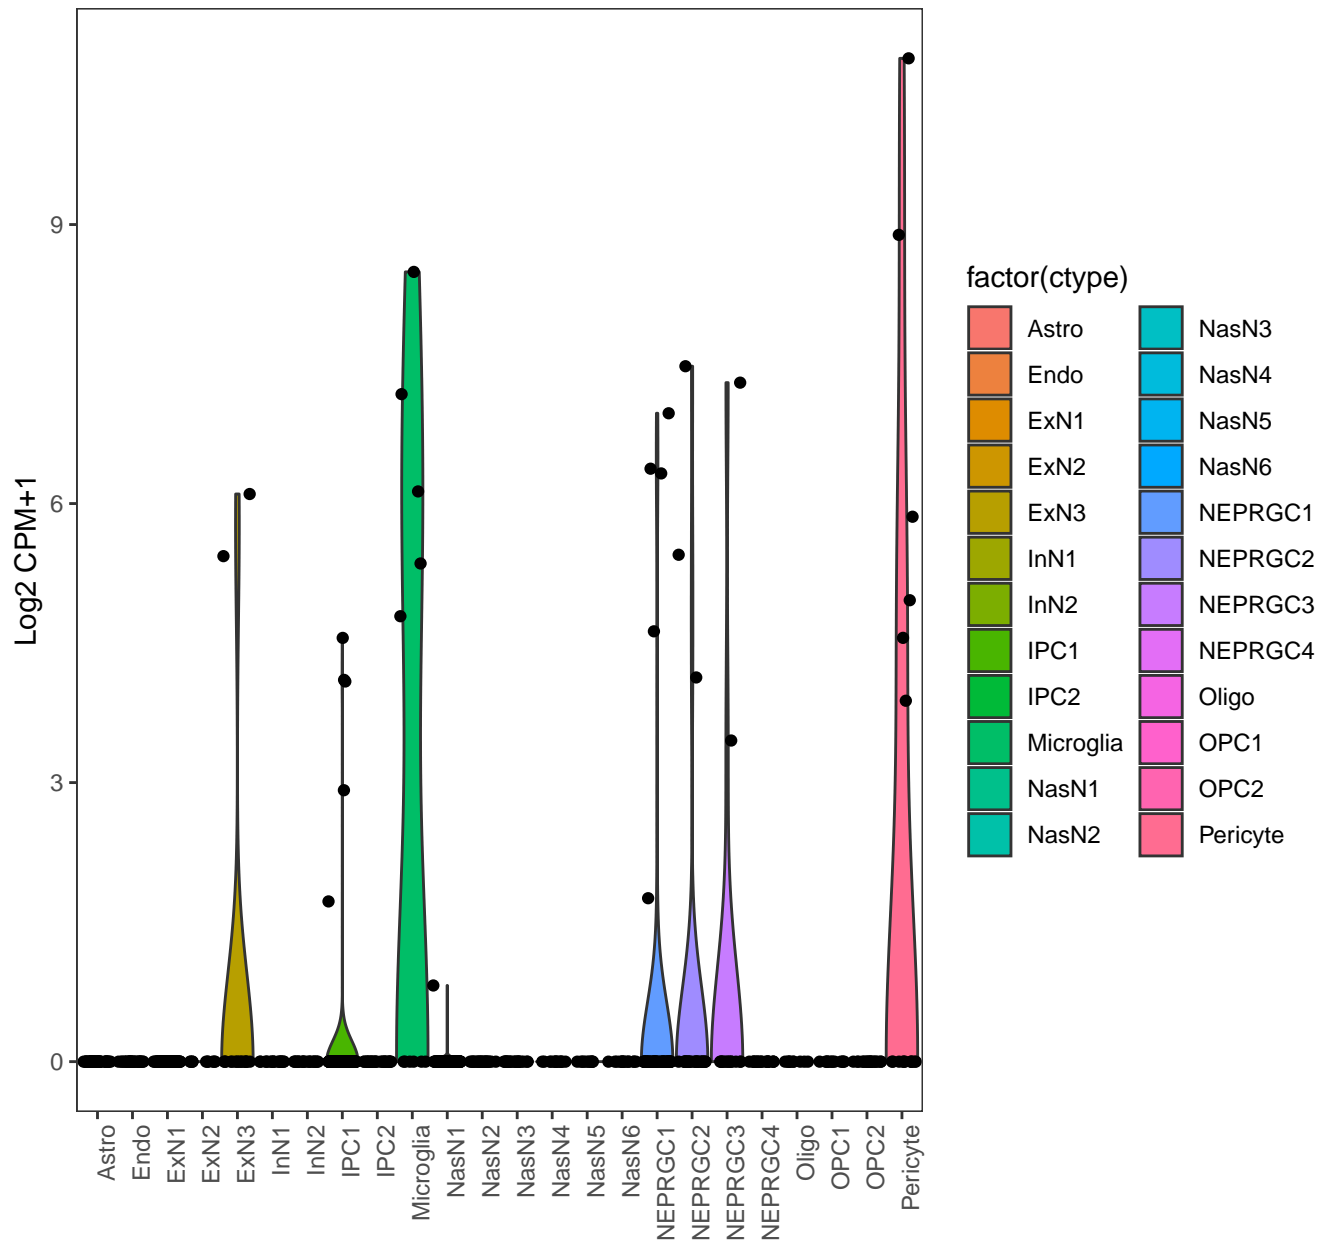 Log2 CPM+1
9
6
3
0
Astro
Endo
ExN1
ExN2
ExN3
InN1
InN2
IPC1
IPC2
Microglia
NasN1
NasN2
NasN3
NasN4
NasN5
NasN6
NEPRGC1
NEPRGC2
NEPRGC3
NEPRGC4
Oligo
OPC1
OPC2
Pericyte
factor(ctype)
Astro
Endo
ExN1
ExN2
ExN3
InN1
InN2
IPC1
IPC2
Microglia
NasN1
NasN2
NasN3
NasN4
NasN5
NasN6
NEPRGC1
NEPRGC2
NEPRGC3
NEPRGC4
Oligo
OPC1
OPC2
Pericyte